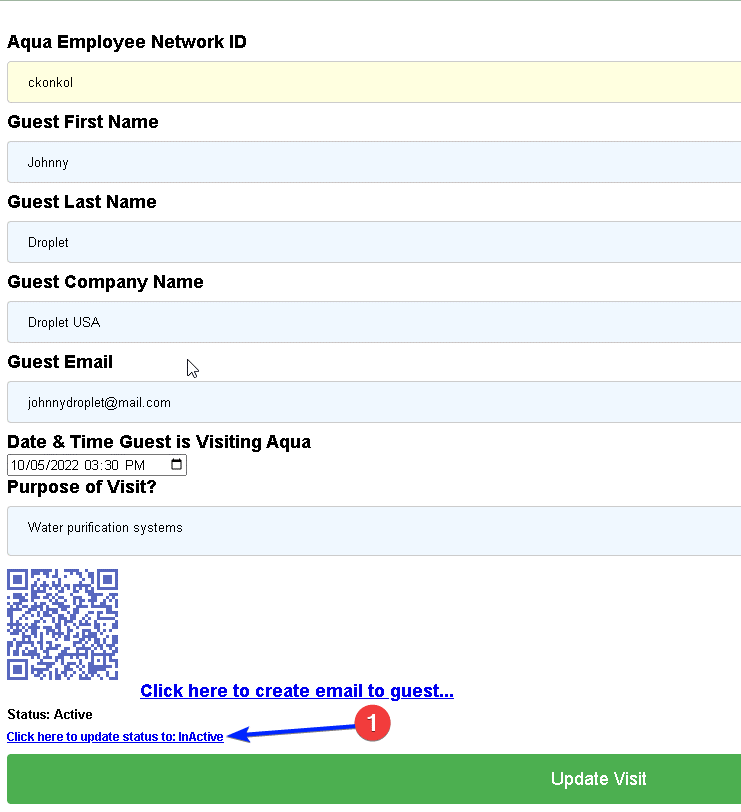 Aqua Employee Network ID
ckonkol
Guest First Name
Johnny
Guest Last Name
Droplet
Guest Company Name
Droplet USA
Guest Email
johnnydroplet@mail.com
Date & Time Guest is Visiting Aqua
10/05/2022 03:30 PM
Purpose of Visit?
Water purification systems
Click here to create email to guest...
Status: Active
Click here to update status to: InActive
1
Update Visit